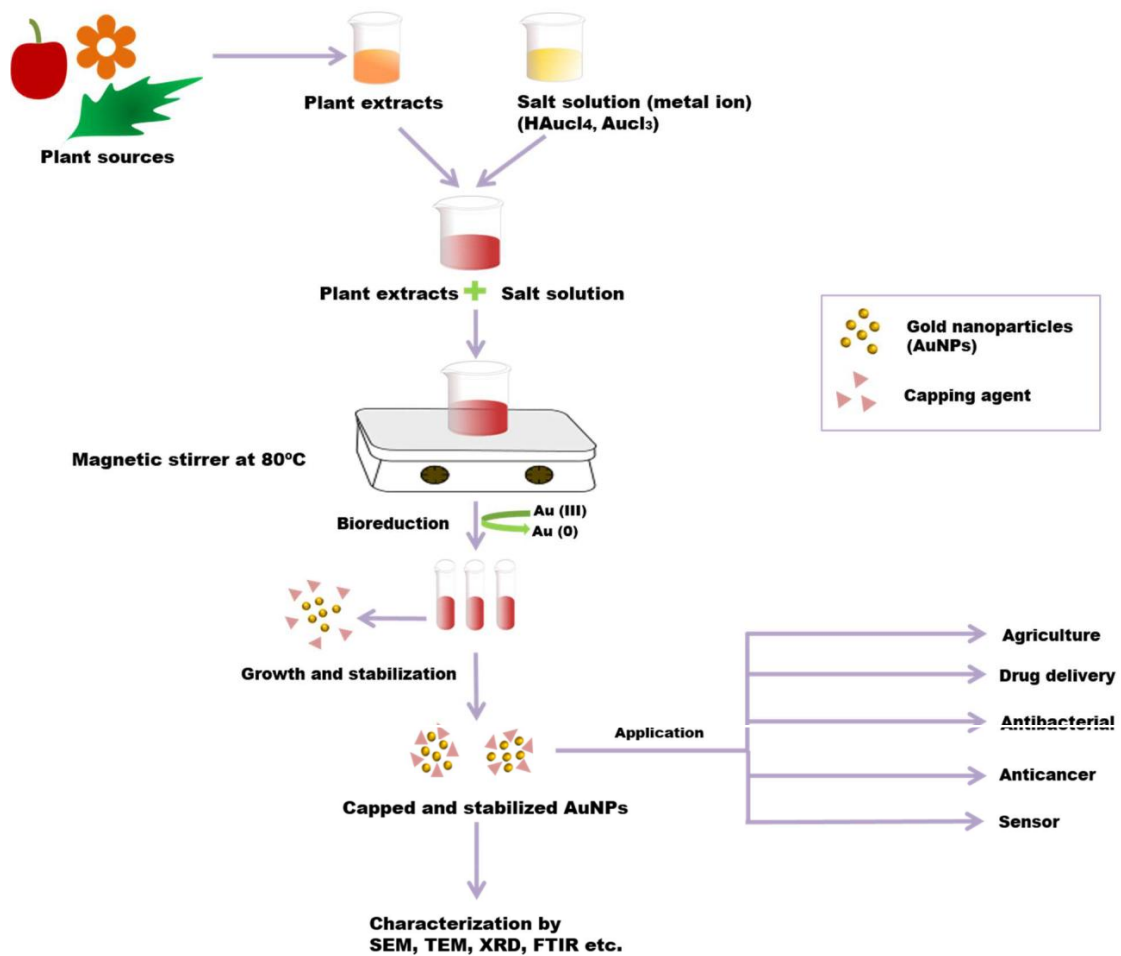 Plant extracts
Salt solution (metal ion)
(HAucl4, Aucl3)
Plant sources
Plant extracts + Salt solution
Gold nanoparticles
(AuNPs)
Capping agent
Magnetic stirrer at 80ºC
Bioreduction
Au (III)
Au (0)
Growth and stabilization
Agriculture
Drug delivery
Antibacterial
Application
Anticancer
Capped and stabilized AuNPs
Sensor
Characterization by
SEM, TEM, XRD, FTIR etc.